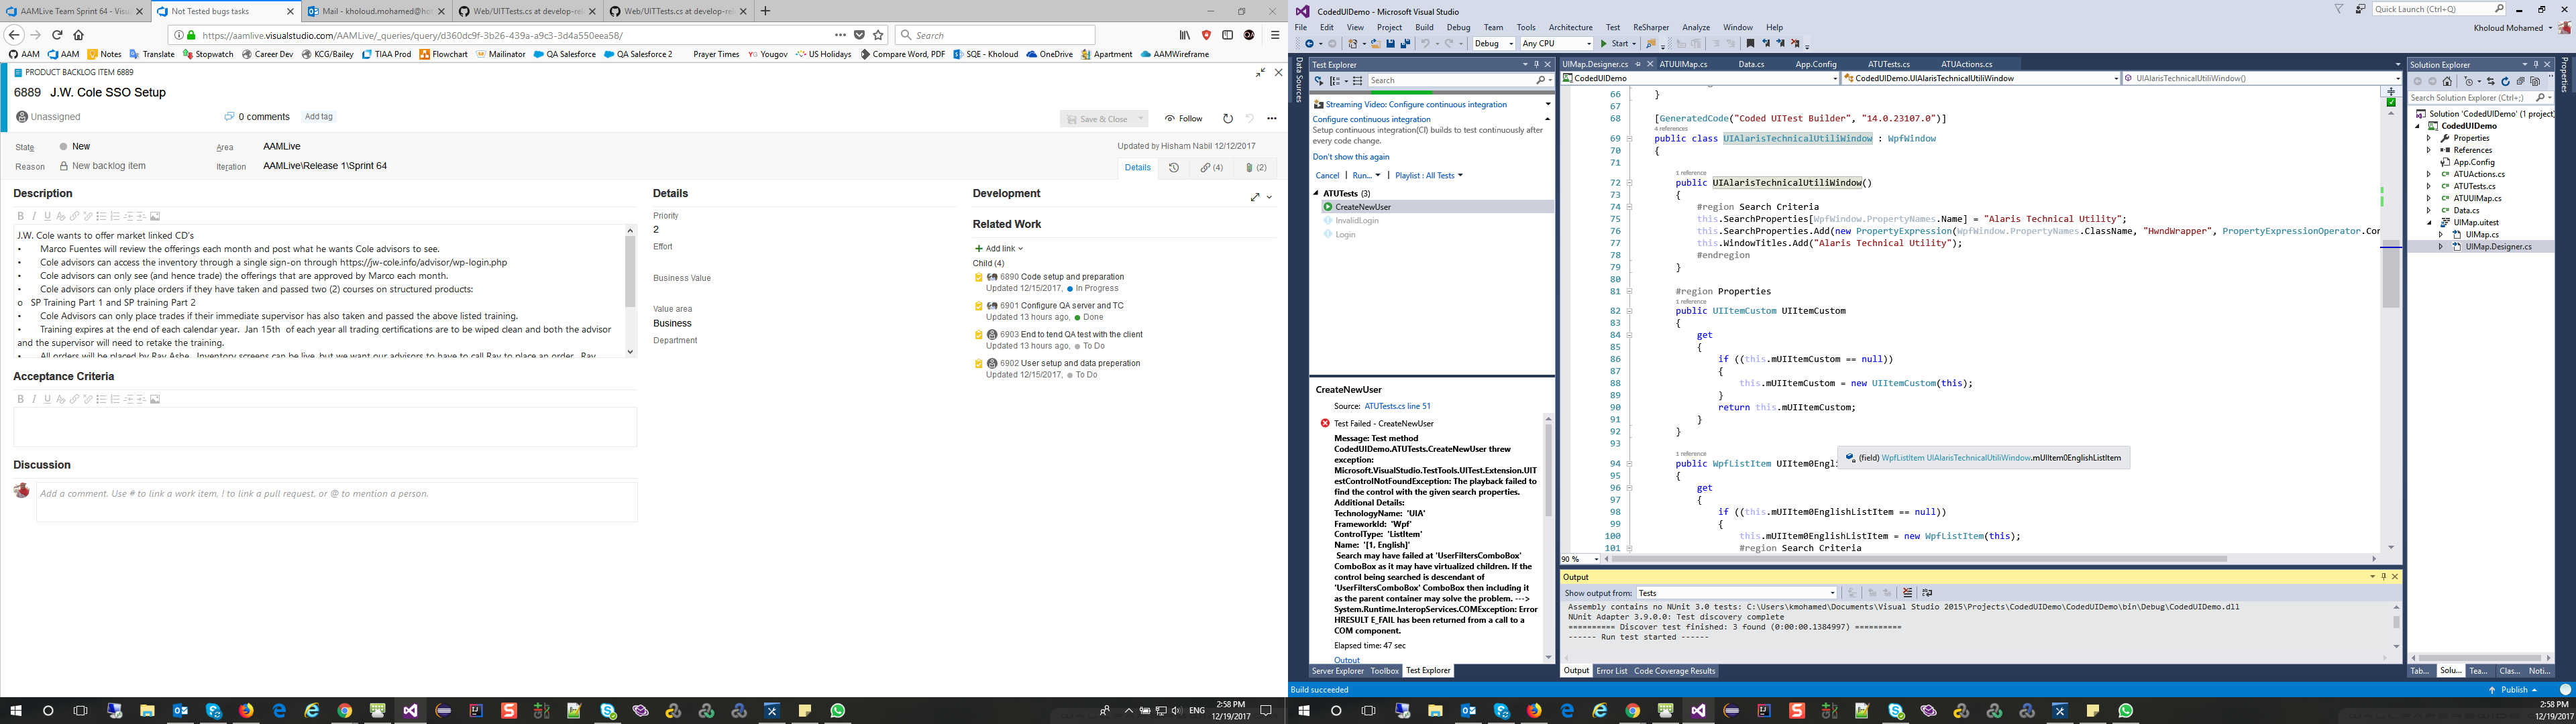 AAMLive Team Sprint 64 - Visu
Not Tested bugs tasks
Mail - kholoud.mohamed@hot
Web/UITTests.cs at develop-rel
Web/UITTests.cs at develop-rel
https://aamlive.visualstudio.com/AAMLive/_queries/query/d360dc9f-3b26-439a-a9c3-3d4a550eea58/
Search
AAM
AAM
Notes
Translate
Stopwatch
Career Dev
KCG/Bailey
TIAA Prod
Flowchart
Mailinator
QA Salesforce
QA Salesforce 2
Prayer Times
Yougov
US Holidays
Compare Word, PDF
SQE - Kholoud
OneDrive
Apartment
AAMWireframe
PRODUCT BACKLOG ITEM 6889
6889 J.W. Cole SSO Setup
Unassigned
0 comments
Add tag
Save & Close
Follow
State New
Area AAMLive
Updated by Hisham Nabil 12/12/2017
Reason New backlog item
Iteration AAMLive\Release 1\Sprint 64
Details
(4)
(2)
Description
J.W. Cole wants to offer market linked CD's
• Marco Fuentes will review the offerings each month and post what he wants Cole advisors to see.
• Cole advisors can access the inventory through a single sign-on through https://jw-cole.info/advisor/wp-login.php
• Cole advisors can only see (and hence trade) the offerings that are approved by Marco each month.
• Cole advisors can only place orders if they have taken and passed two (2) courses on structured products:
o SP Training Part 1 and SP training Part 2
• Cole Advisors can only place trades if their immediate supervisor has also taken and passed the above listed training.
• Training expires at the end of each calendar year. Jan 15th of each year all trading certifications are to be wiped clean and both the advisor
and the supervisor will need to retake the training.
• All orders will be placed by Ray Ashe. Inventory screens can be live, but we want our advisors to have to call Ray to place an order. Ray
Acceptance Criteria
Discussion
Add a comment. Use # to link a work item, ! to link a pull request, or @ to mention a person.
Details
Priority
2
Effort
Business Value
Value area
Business
Department
Development
Related Work
Add link
Child (4)
6890 Code setup and preparation
Updated 12/15/2017, In Progress
6901 Configure QA server and TC
Updated 13 hours ago, Done
6903 End to tend QA test with the client
Updated 13 hours ago, To Do
6902 User setup and data preperation
Updated 12/15/2017, To Do
ENG
2:58 PM
12/19/2017
CodedUIDemo - Microsoft Visual Studio
Quick Launch (Ctrl+Q)
File Edit View Project Build Debug Team Tools Architecture Test ReSharper Analyze Window Help
Kholoud Mohamed
Debug
Any CPU
Start
Data Sources
Test Explorer
Search
Streaming Video: Configure continuous integration
Configure continuous integration
Setup continuous integration(CI) builds to test continuously after
every code change.
Don't show this again
Cancel Run... Playlist : All Tests
ATUTests (3)
CreateNewUser
InvalidLogin
Login
CreateNewUser
Source: ATUTests.cs line 51
Test Failed - CreateNewUser
Message: Test method
CodedUIDemo.ATUTests.CreateNewUser threw
exception:
Microsoft.VisualStudio.TestTools.UITest.Extension.UIT
estControlNotFoundException: The playback failed to
find the control with the given search properties.
Additional Details:
TechnologyName: 'UIA'
FrameworkId: 'Wpf'
ControlType: 'ListItem'
Name: '[1, English]'
Search may have failed at 'UserFiltersComboBox'
ComboBox as it may have virtualized children. If the
control being searched is descendant of
'UserFiltersComboBox' ComboBox then including it
as the parent container may solve the problem. --->
System.Runtime.InteropServices.COMException: Error
HRESULT E_FAIL has been returned from a call to a
COM component.
Elapsed time: 47 sec
Output
Server Explorer Toolbox Test Explorer
UIMap.Designer.cs ATUUIMap.cs Data.cs App.Config ATUTests.cs ATUActions.cs
CodedUIDemo
CodedUIDemo.UIAlarisTechnicalUtiliWindow
UIAlarisTechnicalUtiliWindow()
66 }
67
68 [GeneratedCode("Coded UITest Builder", "14.0.23107.0")]
4 references
69 public class UIAlarisTechnicalUtiliWindow : WpfWindow
70 {
71
1 reference
72 public UIAlarisTechnicalUtiliWindow()
73 {
74 #region Search Criteria
75 this.SearchProperties[WpfWindow.PropertyNames.Name] = "Alaris Technical Utility";
76 this.SearchProperties.Add(new PropertyExpression(WpfWindow.PropertyNames.ClassName, "HwndWrapper", PropertyExpressionOperator.Con
77 this.WindowTitles.Add("Alaris Technical Utility");
78 #endregion
79 }
80
81 #region Properties
1 reference
82 public UIItemCustom UIItemCustom
83 {
84 get
85 {
86 if ((this.mUIItemCustom == null))
87 {
88 this.mUIItemCustom = new UIItemCustom(this);
89 }
90 return this.mUIItemCustom;
91 }
92 }
93
1 reference
94 public WpfListItem UIItem0Engli
(field) WpfListItem UIAlarisTechnicalUtiliWindow.mUIItem0EnglishListItem
95 {
96 get
97 {
98 if ((this.mUIItem0EnglishListItem == null))
99 {
100 this.mUIItem0EnglishListItem = new WpfListItem(this);
101 #region Search Criteria
90 %
Output
Show output from: Tests
Assembly contains no NUnit 3.0 tests: C:\Users\kmohamed\Documents\Visual Studio 2015\Projects\CodedUIDemo\CodedUIDemo\bin\Debug\CodedUIDemo.dll
NUnit Adapter 3.9.0.0: Test discovery complete
========== Discover test finished: 3 found (0:00:00.1384997) ==========
------ Run test started ------
Output Error List Code Coverage Results
Solution Explorer
Search Solution Explorer (Ctrl+;)
Solution 'CodedUIDemo' (1 project)
CodedUIDemo
Properties
References
App.Config
ATUActions.cs
ATUTests.cs
ATUUIMap.cs
Data.cs
UIMap.uitest
UIMap.cs
UIMap.Designer.cs
Tab... Solu... Tea... Clas... Noti...
Properties
Build succeeded
Publish
2:58 PM
12/19/2017